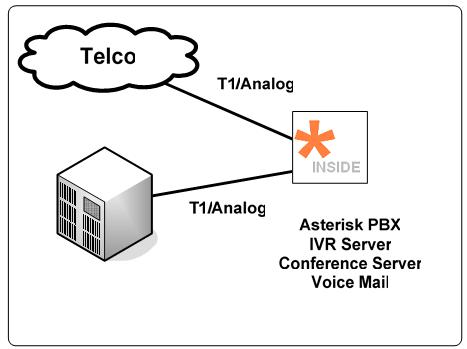 Telco
T1/Analog
INSIDE
T1/Analog
Asterisk PBX
IVR Server
Conference Server
Voice Mail